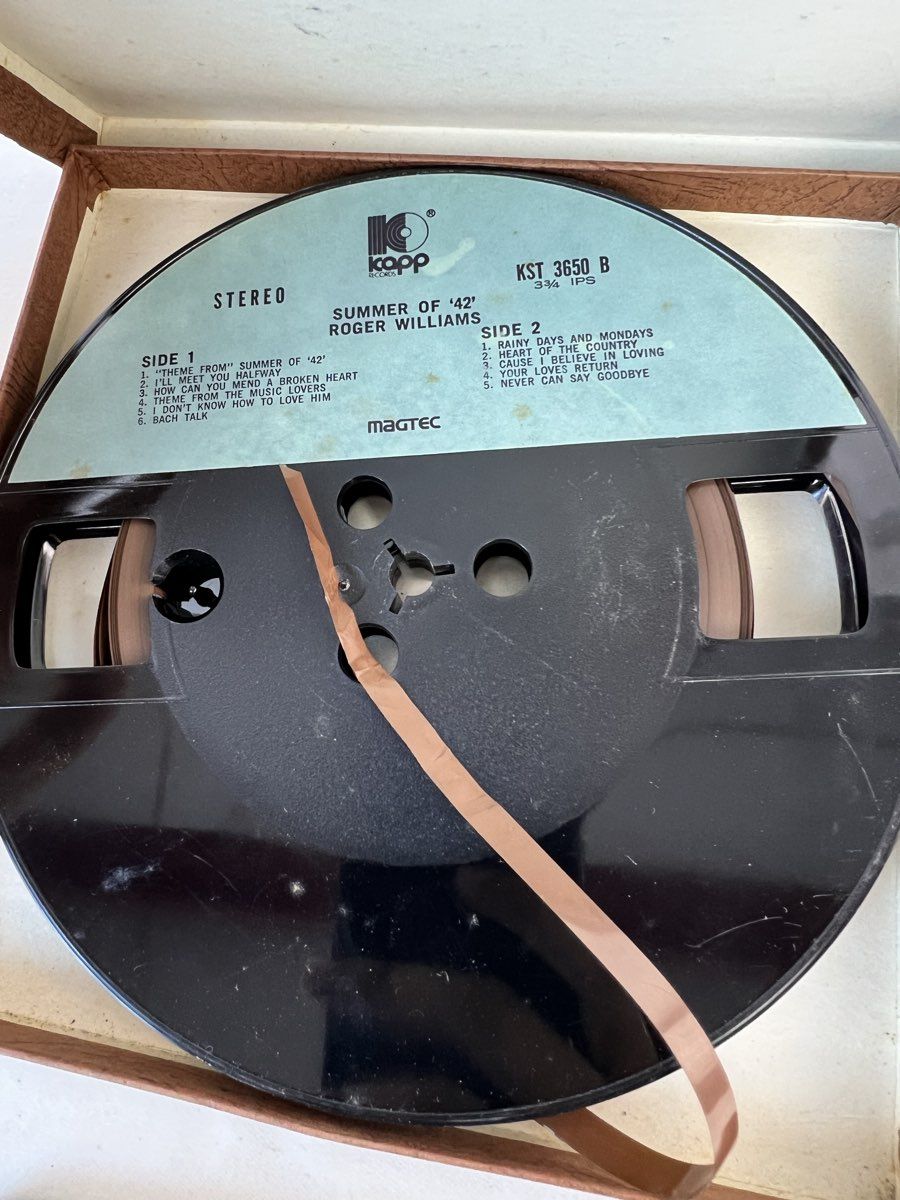 ®
kapp
RECORDS
STEREO
KST 3650 B
3¾ IPS
SUMMER OF '42'
ROGER WILLIAMS
SIDE 1
1. "THEME FROM" SUMMER OF '42'
2. I'LL MEET YOU HALFWAY
3. HOW CAN YOU MEND A BROKEN HEART
4. THEME FROM THE MUSIC LOVERS
5. I DON'T KNOW HOW TO LOVE HIM
6. BACH TALK
SIDE 2
1. RAINY DAYS AND MONDAYS
2. HEART OF THE COUNTRY
3. CAUSE I BELIEVE IN LOVING
4. YOUR LOVES RETURN
5. NEVER CAN SAY GOODBYE
MAGTEC